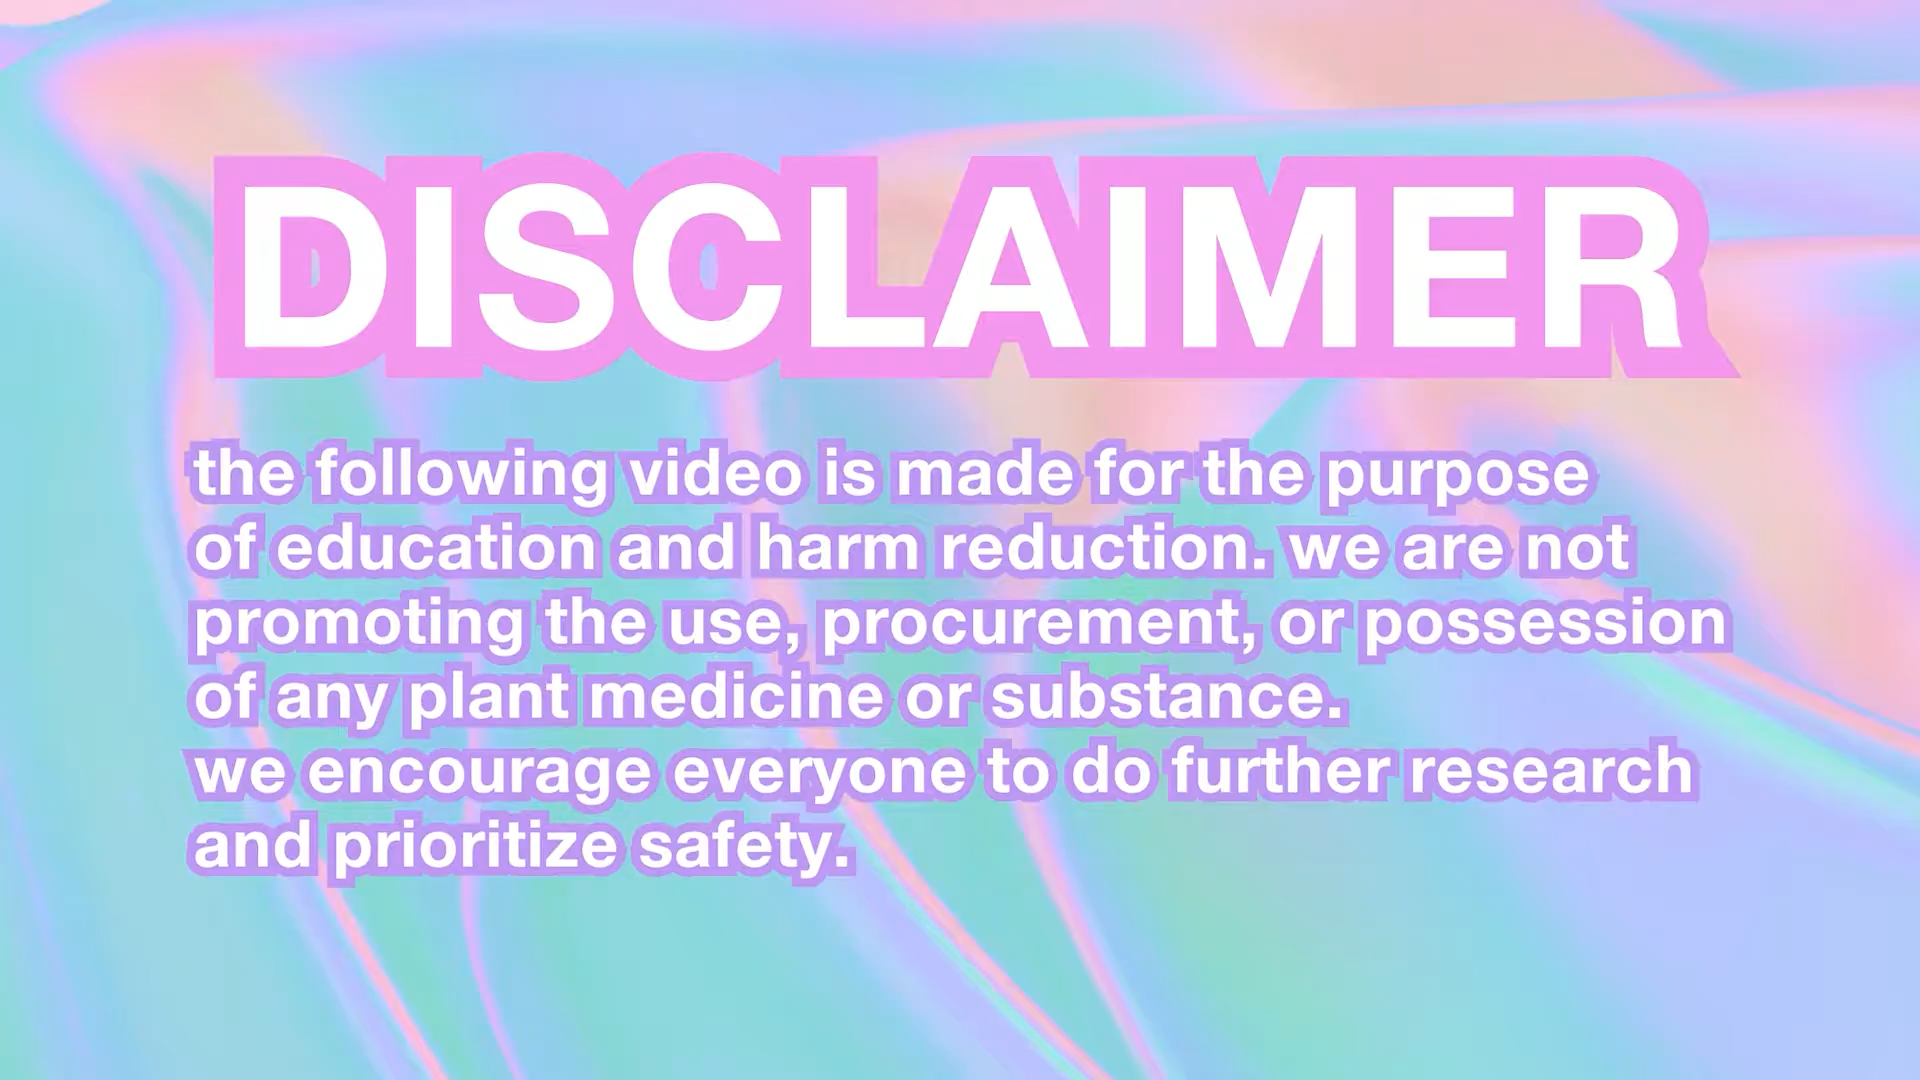 DISCLAIMER
the following video is made for the purpose
of education and harm reduction. we are not
promoting the use, procurement, or possession
of any plant medicine or substance.
we encourage everyone to do further research
and prioritize safety.